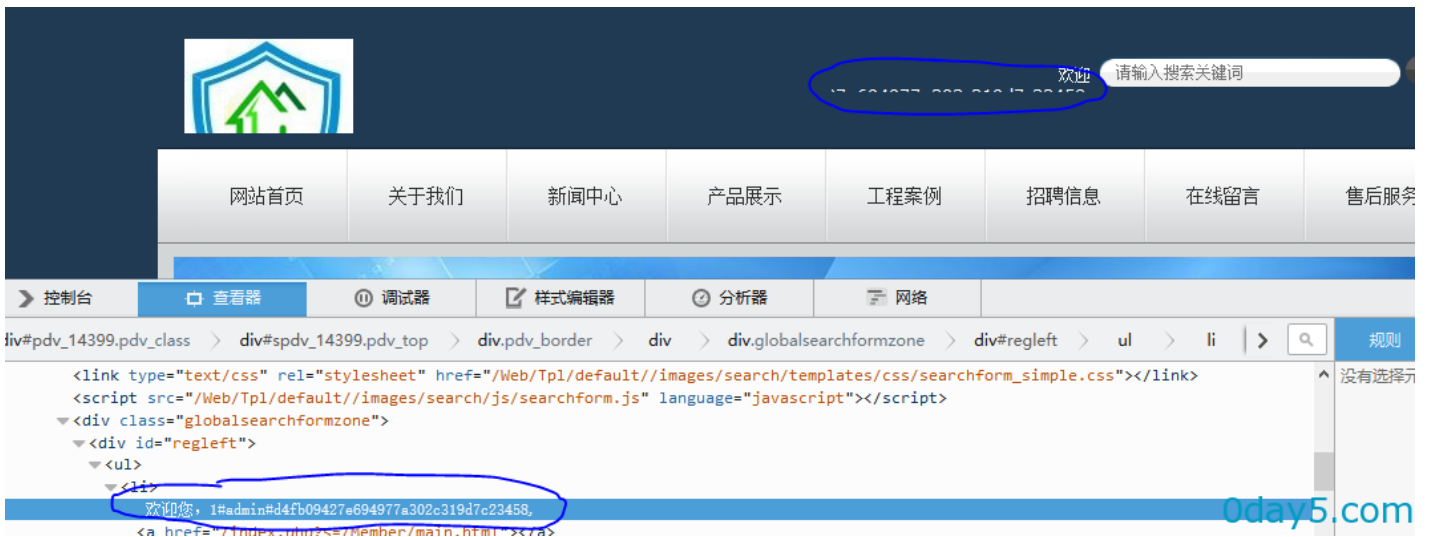 欢迎
请输入搜索关键词
网站首页 关于我们 新闻中心 产品展示 工程案例 招聘信息 在线留言 售后服务
控制台 查看器 调试器 样式编辑器 分析器 网络
div#pdv_14399.pdv_class div#spdv_14399.pdv_top div.pdv_border div div.globalsearchformzone div#regleft ul li 规则
<link type="text/css" rel="stylesheet" href="/Web/Tpl/default//images/search/templates/css/searchform_simple.css"></link> 没有选择元
<script src="/Web/Tpl/default//images/search/js/searchform.js" language="javascript"></script>
<div class="globalsearchformzone">
<div id="regleft">
<ul>
<li>
欢迎您，1#admin#d4fb09427e694977a302c319d7c23458,
<a href="/index.php?s=/Member/main.html"></a>
0day5.com